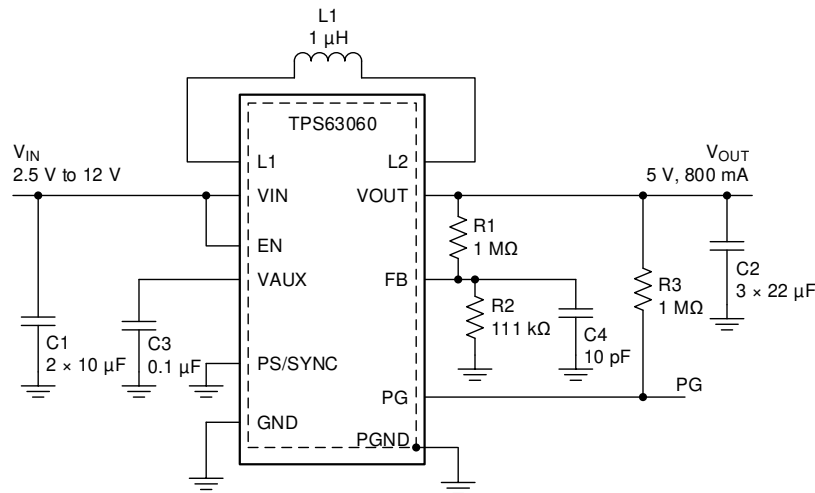 L1
1 µH
TPS63060
V_IN
2.5 V to 12 V
L1
L2
V_OUT
5 V, 800 mA
VIN
VOUT
EN
R1
1 MΩ
VAUX
FB
C2
3 × 22 µF
R3
1 MΩ
R2
111 kΩ
C1
2 × 10 µF
C3
0.1 µF
C4
10 pF
PS/SYNC
PG
PG
GND
PGND